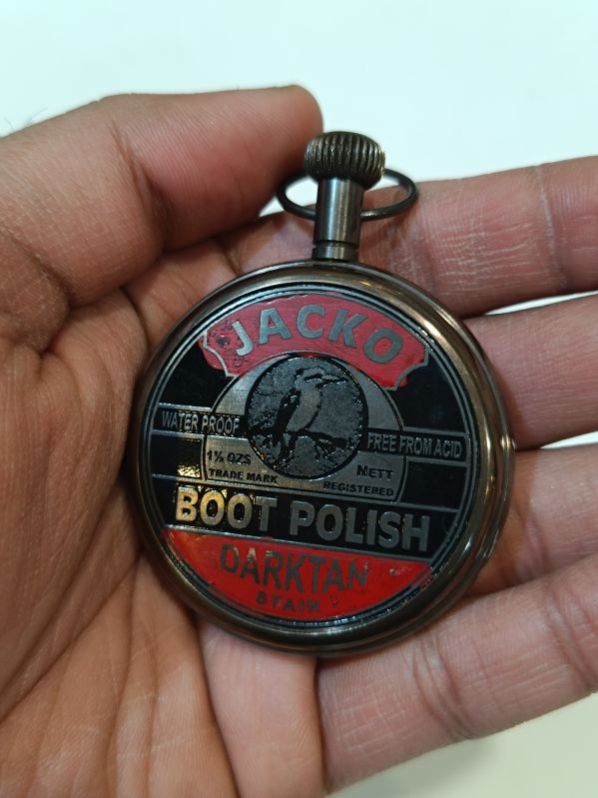 JACKO
WATER PROOF
FREE FROM ACID
1½ OZS
NETT
TRADE MARK
REGISTERED
BOOT POLISH
DARKTAN
STAIN